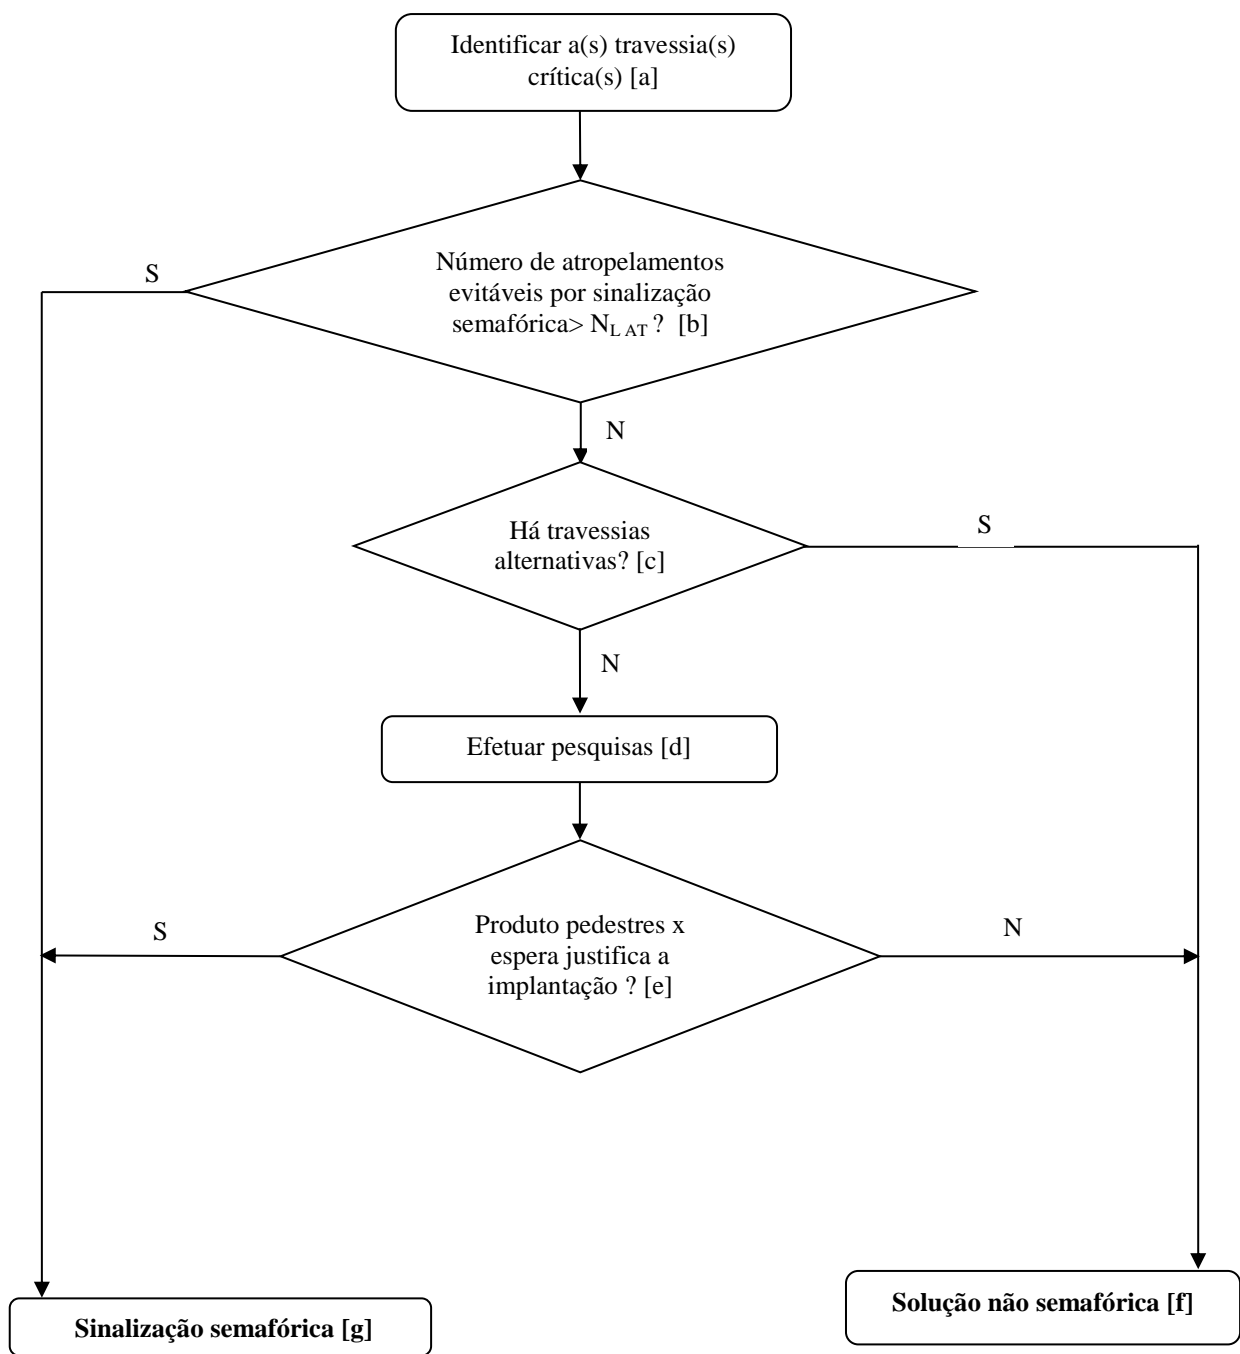 Identificar a(s) travessia(s)
crítica(s) [a]
S
Número de atropelamentos
evitáveis por sinalização
semafórica> NL AT ? [b]
N
Há travessias
alternativas? [c]
S
N
Efetuar pesquisas [d]
S
Produto pedestres x
espera justifica a
implantação ? [e]
N
Sinalização semafórica [g]
Solução não semafórica [f]